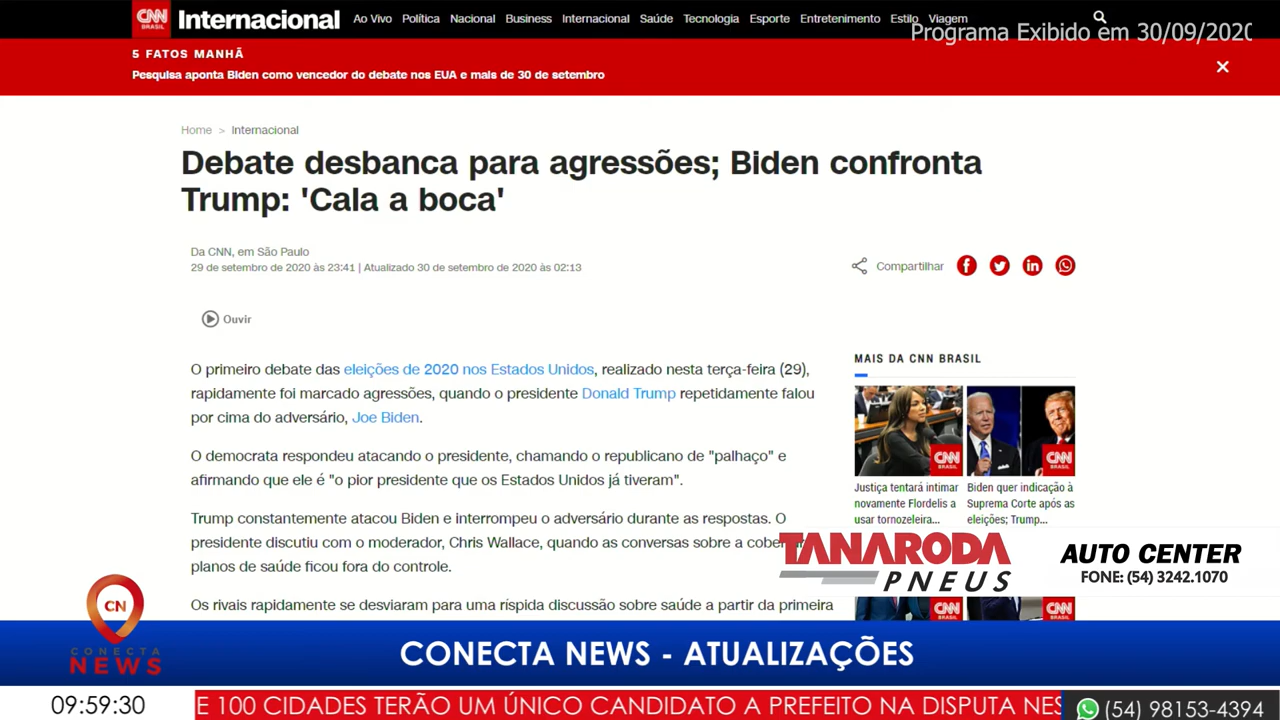 CNN BRASIL Internacional Ao Vivo Política Nacional Business Internacional Saúde Tecnologia Esporte Entretenimento Estilo Viagem
Programa Exibido em 30/09/2020
5 FATOS MANHÃ
Pesquisa aponta Biden como vencedor do debate nos EUA e mais de 30 de setembro
Home > Internacional
Debate desbanca para agressões; Biden confronta
Trump: 'Cala a boca'
Da CNN, em São Paulo
29 de setembro de 2020 às 23:41 | Atualizado 30 de setembro de 2020 às 02:13
Compartilhar
Ouvir
O primeiro debate das eleições de 2020 nos Estados Unidos, realizado nesta terça-feira (29),
rapidamente foi marcado agressões, quando o presidente Donald Trump repetidamente falou
por cima do adversário, Joe Biden.
O democrata respondeu atacando o presidente, chamando o republicano de "palhaço" e
afirmando que ele é "o pior presidente que os Estados Unidos já tiveram".
Trump constantemente atacou Biden e interrompeu o adversário durante as respostas. O
presidente discutiu com o moderador, Chris Wallace, quando as conversas sobre a
planos de saúde ficou fora do controle.
Os rivais rapidamente se desviaram para uma ríspida discussão sobre saúde a partir da primeira
MAIS DA CNN BRASIL
CNN BRASIL
CNN BRASIL
Justiça tentará intimar
novamente Flordelis a
usar tornozeleira...
Biden quer indicação à
Suprema Corte após as
eleições; Trump...
CNN BRASIL
CNN BRASIL
TANARODA
PNEUS
AUTO CENTER
FONE: (54) 3242.1070
CN
CONECTA
NEWS
CONECTA NEWS - ATUALIZAÇÕES
09:59:30
E 100 CIDADES TERÃO UM ÚNICO CANDIDATO A PREFEITO NA DISPUTA NES
(54) 98153-4394